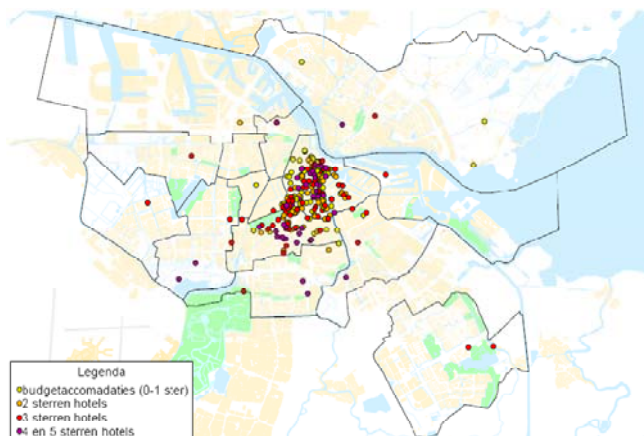 Legenda
budgetaccomadaties (0-1 ster)
2 sterren hotels
3 sterren hotels
4 en 5 sterren hotels